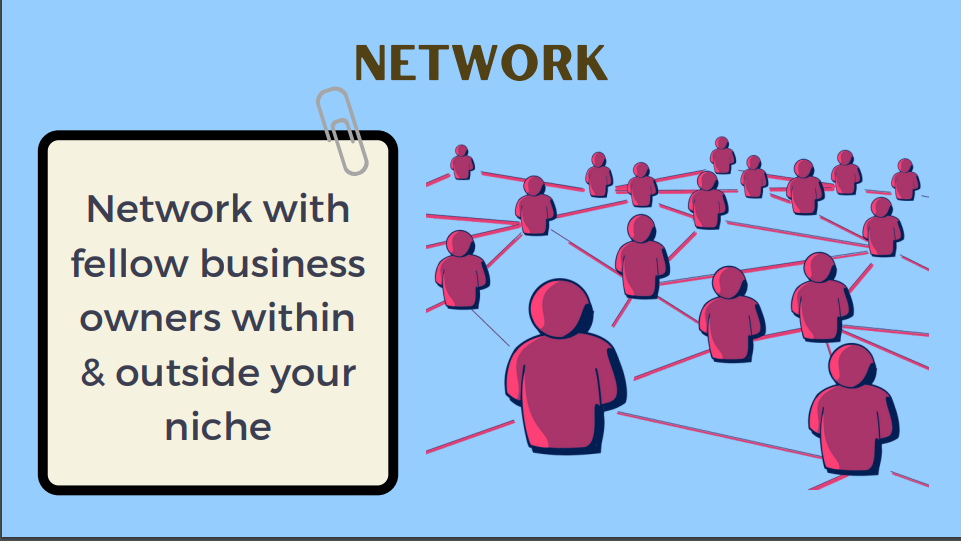 NETWORK
Network with
fellow business
owners within
& outside your
niche